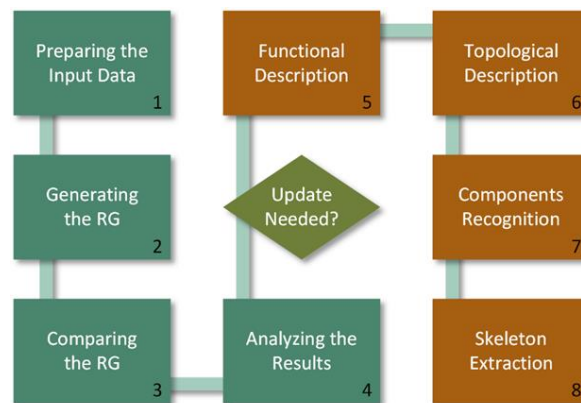 Preparing the
Input Data
1
Generating
the RG
2
Comparing
the RG
3
Analyzing the
Results
4
Update
Needed?
Functional
Description
5
Topological
Description
6
Components
Recognition
7
Skeleton
Extraction
8